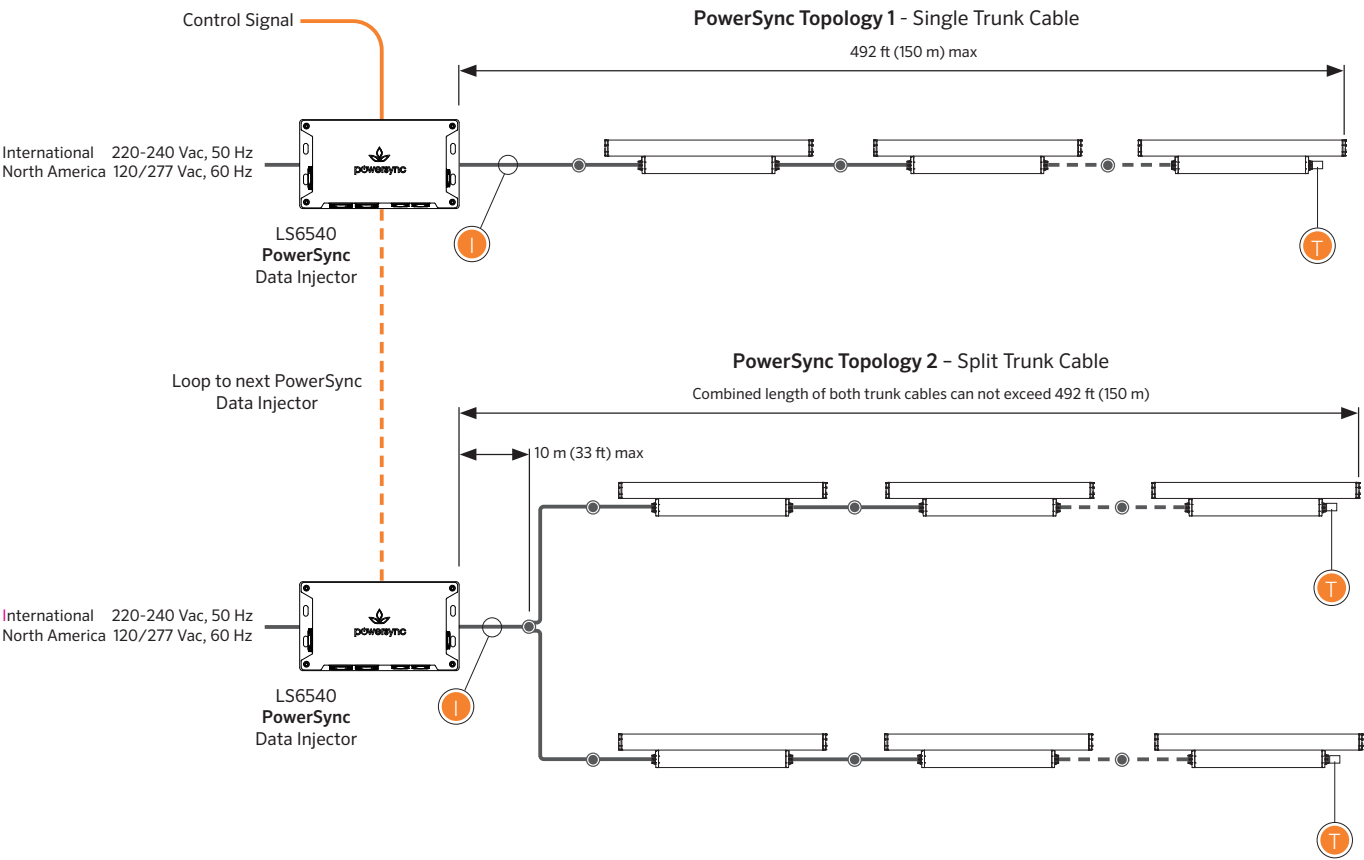 Control Signal
PowerSync Topology 1 - Single Trunk Cable
492 ft (150 m) max
International 220-240 Vac, 50 Hz
North America 120/277 Vac, 60 Hz
powersync
I
T
LS6540
PowerSync
Data Injector
PowerSync Topology 2 – Split Trunk Cable
Loop to next PowerSync
Data Injector
Combined length of both trunk cables can not exceed 492 ft (150 m)
10 m (33 ft) max
T
International 220-240 Vac, 50 Hz
North America 120/277 Vac, 60 Hz
powersync
I
LS6540
PowerSync
Data Injector
T